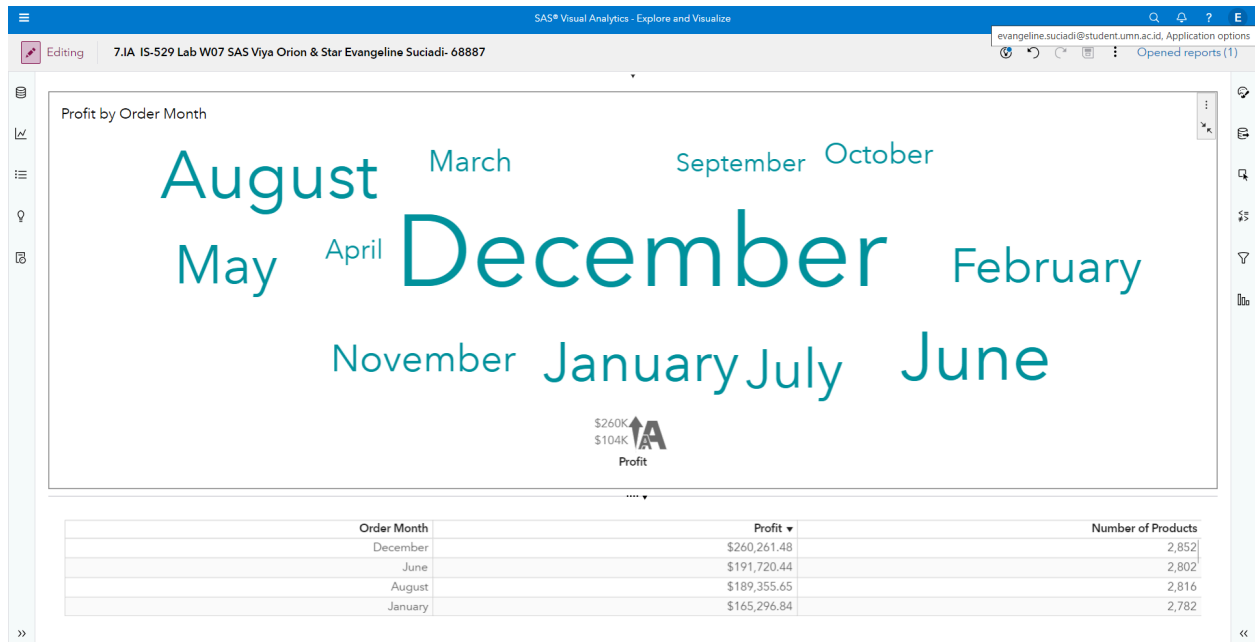 SAS® Visual Analytics - Explore and Visualize
E
evangeline.suciadi@student.umn.ac.id, Application options
Editing
7.IA IS-529 Lab W07 SAS Viya Orion & Star Evangeline Suciadi- 68887
Opened reports (1)
Profit by Order Month
August March September October
May April December February
November January July June
$260K
$104K
Profit
Order Month Profit Number of Products
December $260,261.48 2,852
June $191,720.44 2,802
August $189,355.65 2,816
January $165,296.84 2,782